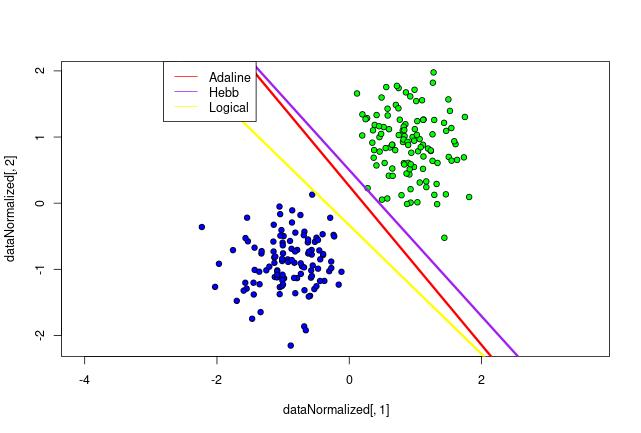 Adaline
Hebb
Logical
2
1
0
-1
-2
dataNormalized[, 2]
-4
-2
0
2
dataNormalized[, 1]